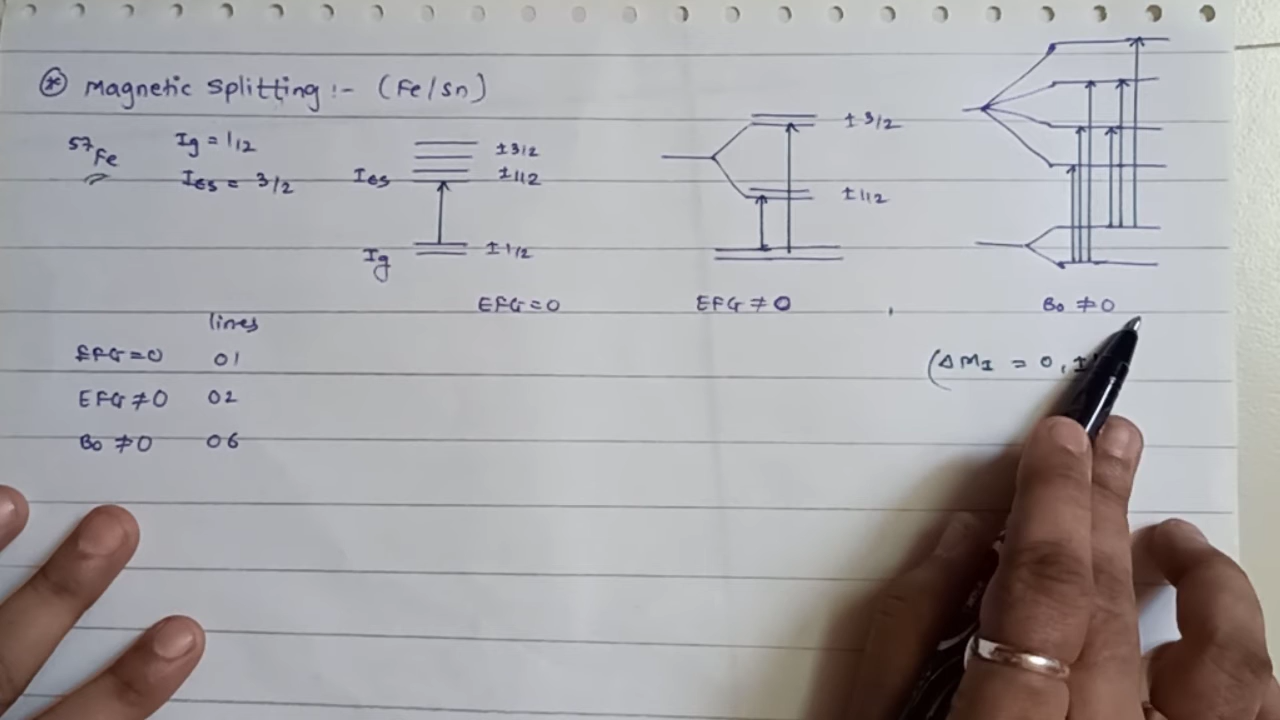 * Magnetic Splitting :- (Fe/Sn)
57Fe Ig = 1/2
Ies = 3/2
±3/2
Ies ±1/2
Ig ±1/2
±3/2
±1/2
EFG=0 EFG≠0 B0 ≠0
lines
EFG=0 01
EFG≠0 02
B0 ≠0 06
(ΔMI = 0,